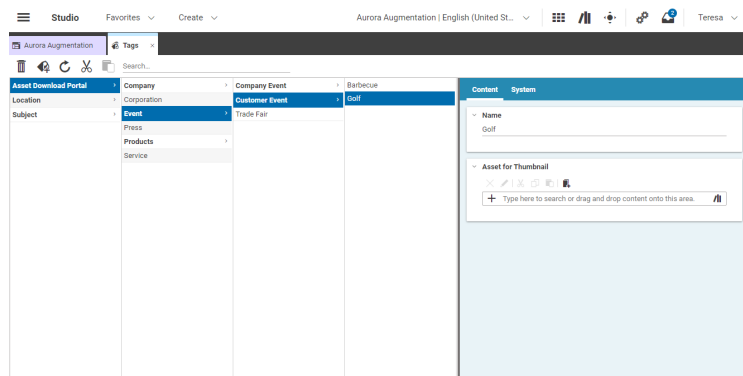 Studio Favorites Create Aurora Augmentation | English (United St... 2 Teresa
Aurora Augmentation Tags ×
Search...
Asset Download Portal Company Company Event Barbecue
Location Corporation Customer Event Golf
Subject Event Trade Fair
Press
Products
Service
Content System
Name
Golf
Asset for Thumbnail
Type here to search or drag and drop content onto this area.